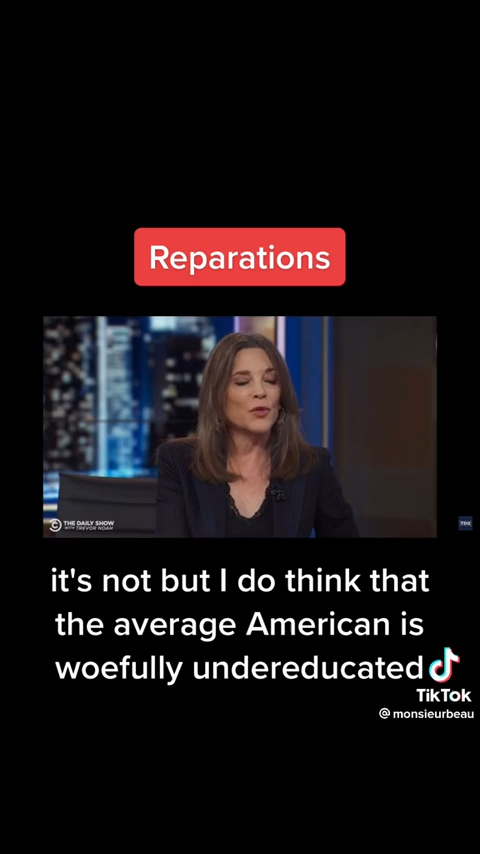 Reparations
THE DAILY SHOW
WITH TREVOR NOAH
TDS
it's not but I do think that
the average American is
woefully undereducated
TikTok
@ monsieurbeau